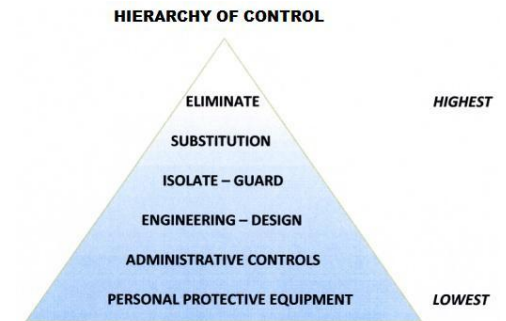 HIERARCHY OF CONTROL
ELIMINATE HIGHEST
SUBSTITUTION
ISOLATE – GUARD
ENGINEERING – DESIGN
ADMINISTRATIVE CONTROLS
PERSONAL PROTECTIVE EQUIPMENT LOWEST